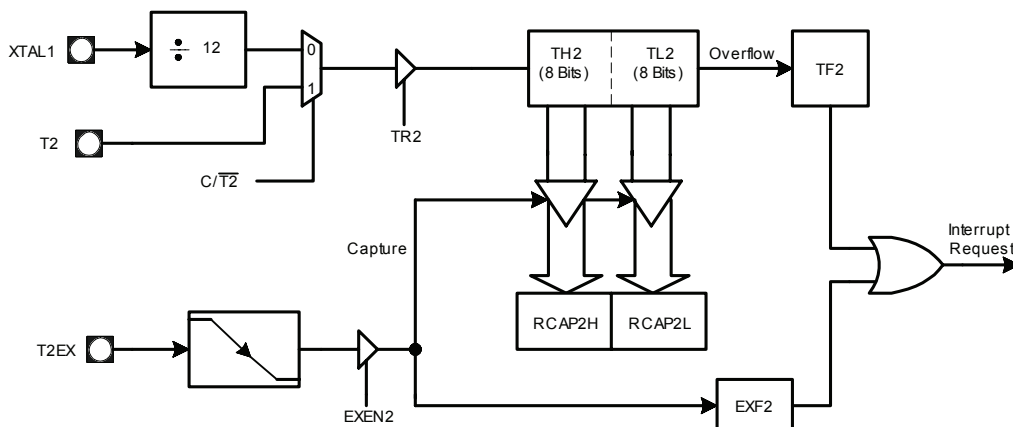 XTAL1
÷ 12
0
1
T2
C/T2
TR2
TH2
(8 Bits)
TL2
(8 Bits)
Overflow
TF2
Capture
Interrupt
Request
RCAP2H
RCAP2L
T2EX
EXEN2
EXF2